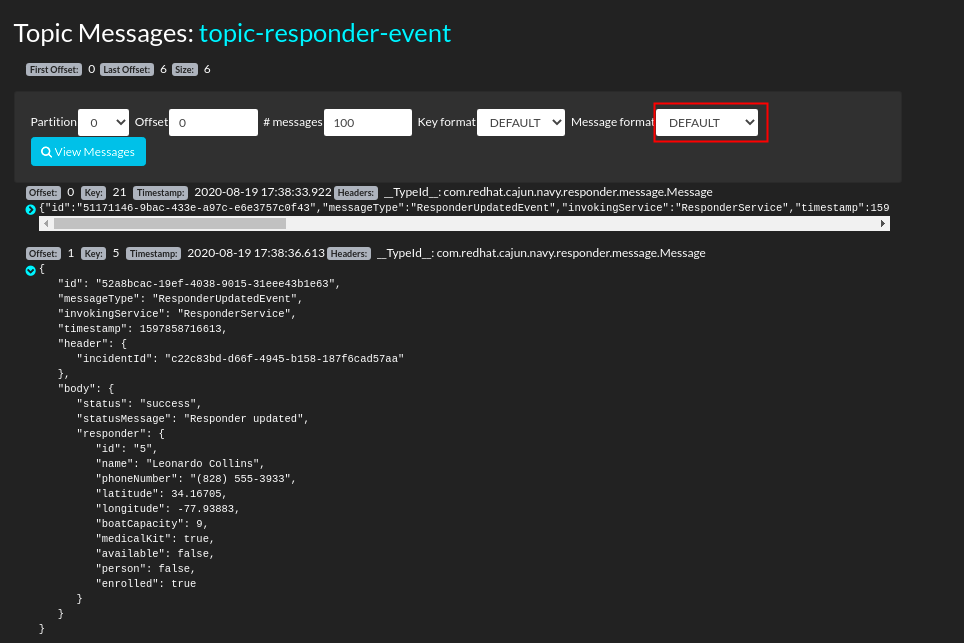 Topic Messages: topic-responder-event
First Offset: 0 Last Offset: 6 Size: 6
Partition 0 Offset 0 # messages 100 Key format DEFAULT Message format DEFAULT
View Messages
Offset: 0 Key: 21 Timestamp: 2020-08-19 17:38:33.922 Headers: __TypeId__: com.redhat.cajun.navy.responder.message.Message
{"id":"51171146-9bac-433e-a97c-e6e3757c0f43","messageType":"ResponderUpdatedEvent","invokingService":"ResponderService","timestamp":159
Offset: 1 Key: 5 Timestamp: 2020-08-19 17:38:36.613 Headers: __TypeId__: com.redhat.cajun.navy.responder.message.Message
{
"id": "52a8bcac-19ef-4038-9015-31eee43b1e63",
"messageType": "ResponderUpdatedEvent",
"invokingService": "ResponderService",
"timestamp": 1597858716613,
"header": {
"incidentId": "c22c83bd-d66f-4945-b158-187f6cad57aa"
},
"body": {
"status": "success",
"statusMessage": "Responder updated",
"responder": {
"id": "5",
"name": "Leonardo Collins",
"phoneNumber": "(828) 555-3933",
"latitude": 34.16705,
"longitude": -77.93883,
"boatCapacity": 9,
"medicalKit": true,
"available": false,
"person": false,
"enrolled": true
}
}
}